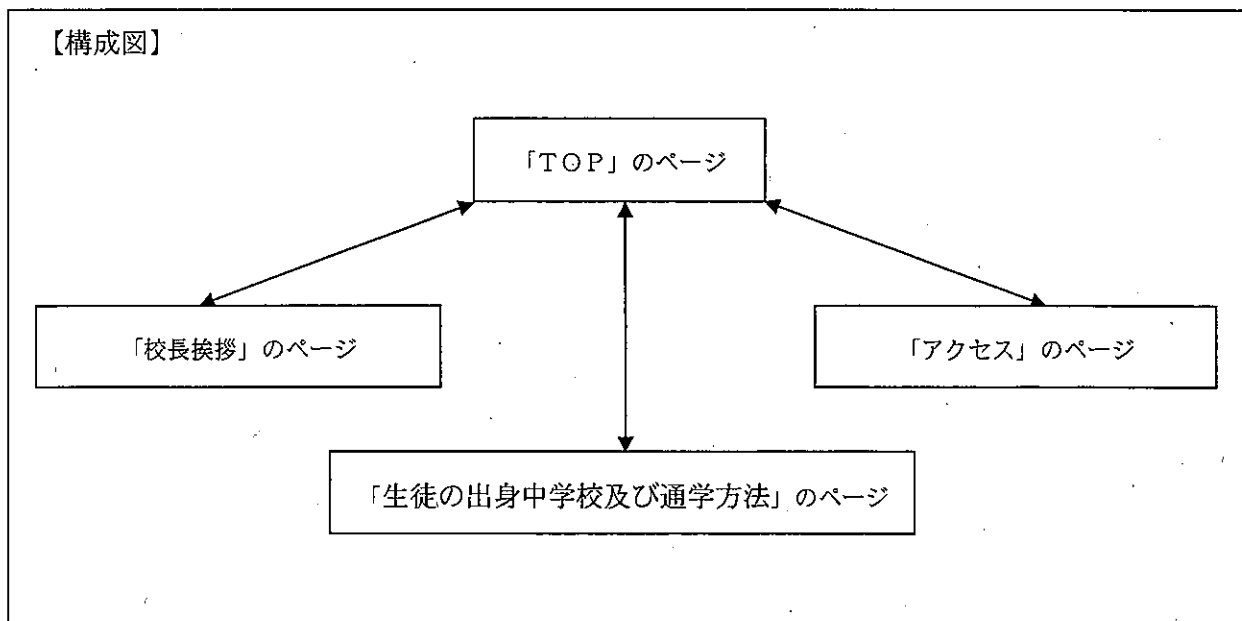 【構成図】
「ＴＯＰ」のページ
「校長挨拶」のページ
「アクセス」のページ
「生徒の出身中学校及び通学方法」のページ